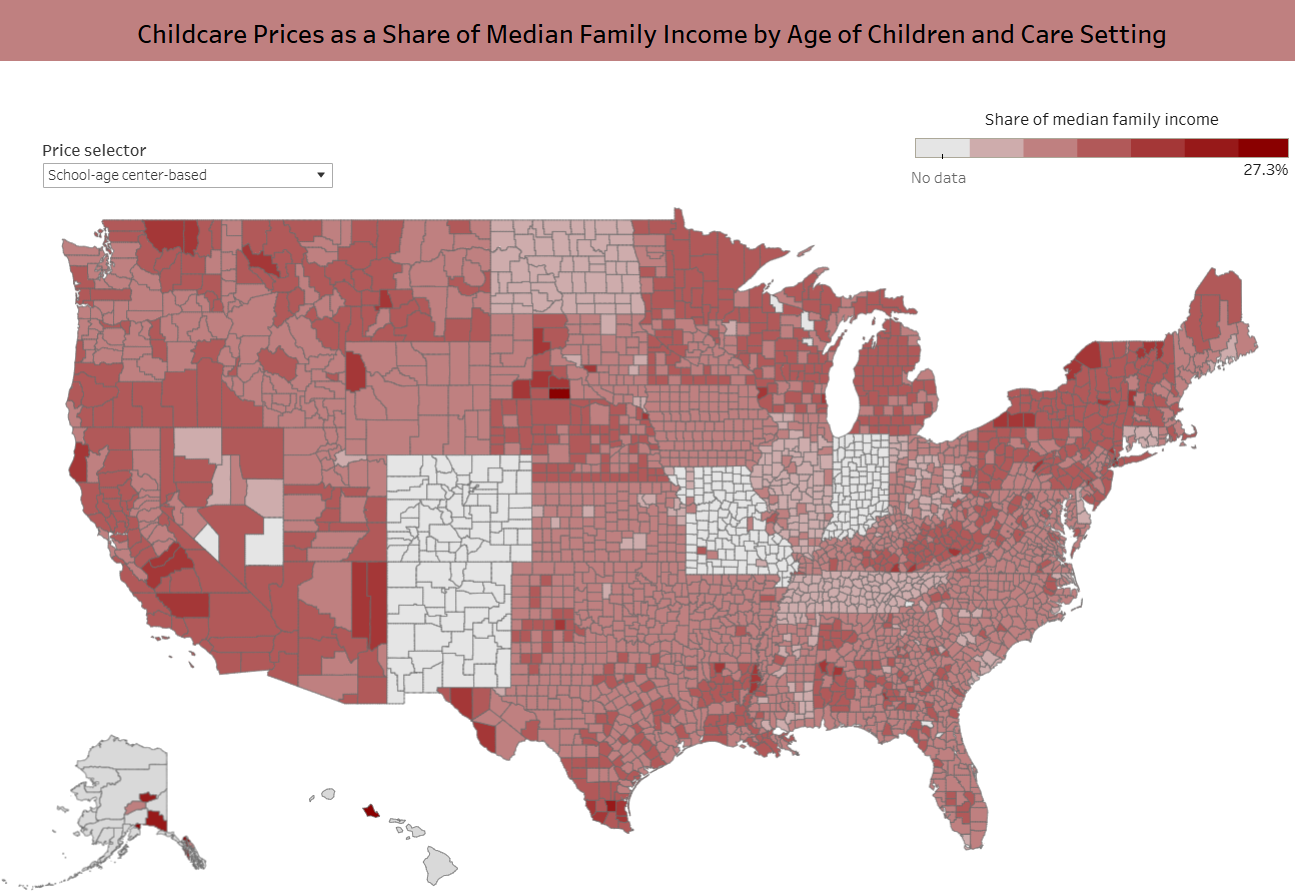 Childcare Prices as a Share of Median Family Income by Age of Children and Care Setting
Share of median family income
Price selector
School-age center-based
27.3%
No data